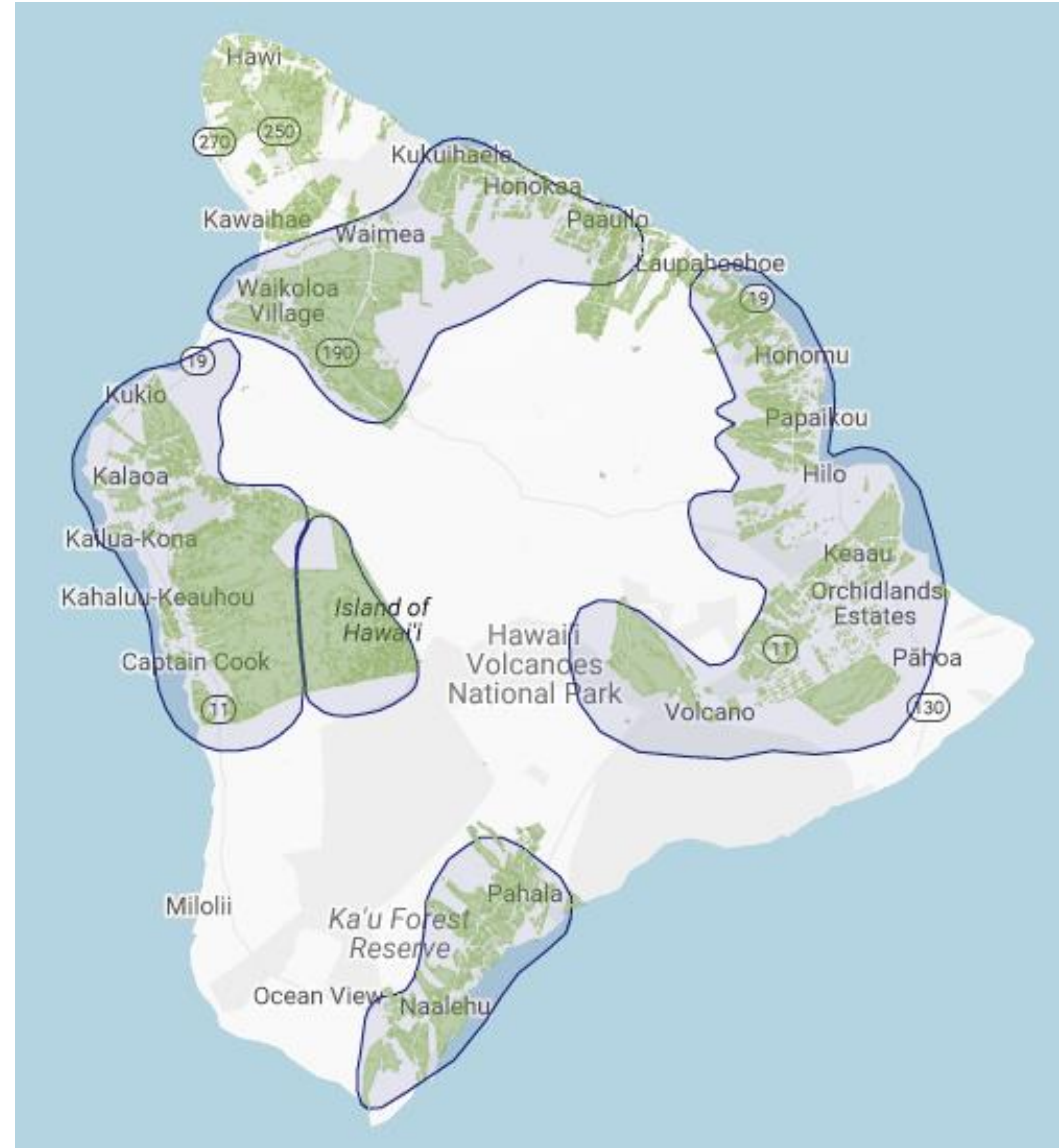 Hawi
270
250
Kukuihaele
Honokaa
Kawaihae
Waimea
Paauilo
Laupahoehoe
Waikoloa
Village
19
190
19
Honomu
Kukio
Papaikou
Kalaoa
Hilo
Kailua-Kona
Keaau
Kahaluu-Keauhou
Orchidlands
Estates
Island of
Hawai'i
Hawai'i
Volcanoes
National Park
11
Captain Cook
Pāhoa
11
Volcano
130
Pahala
Milolii
Ka'u Forest
Reserve
Ocean View
Naalehu